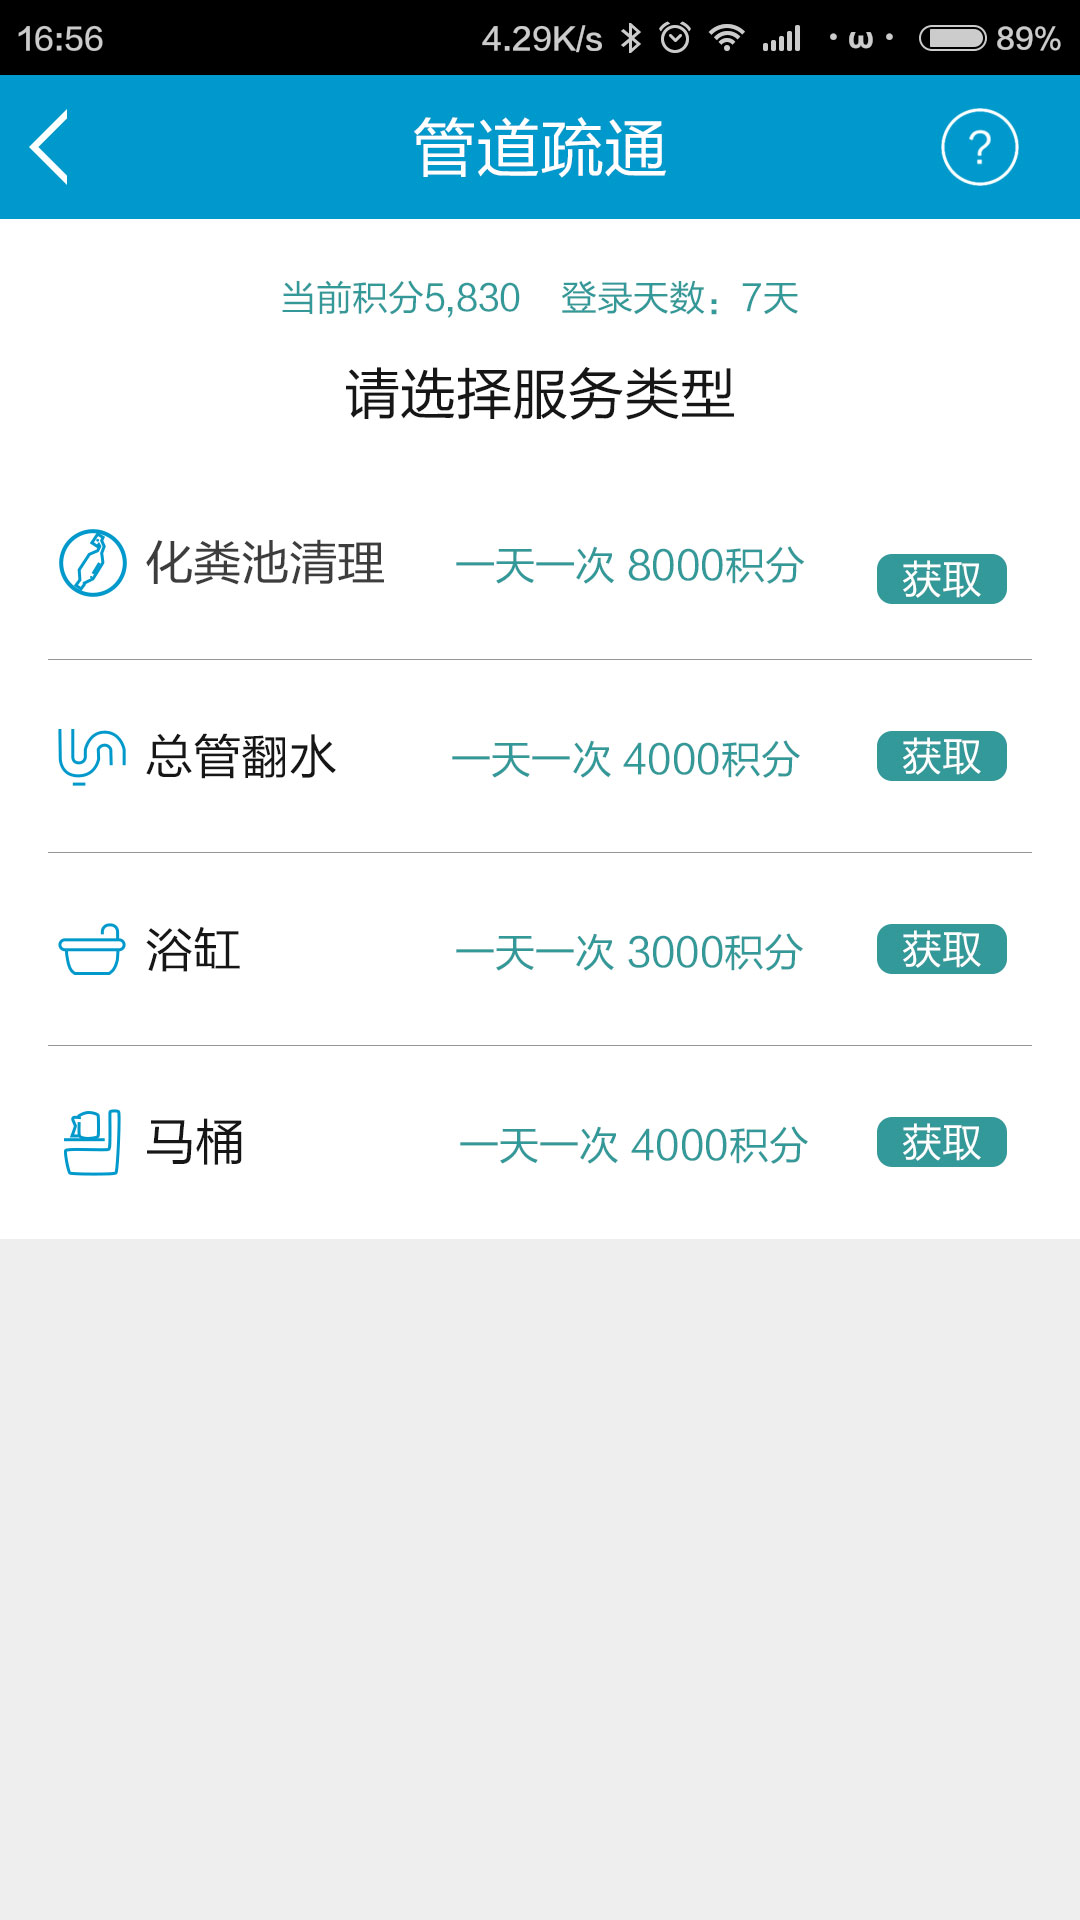 16:56 4.29K/s ·ω· 89%
管道疏通 ?
当前积分5,830 登录天数：7天
请选择服务类型
化粪池清理 一天一次 8000积分 获取
总管翻水 一天一次 4000积分 获取
浴缸 一天一次 3000积分 获取
马桶 一天一次 4000积分 获取